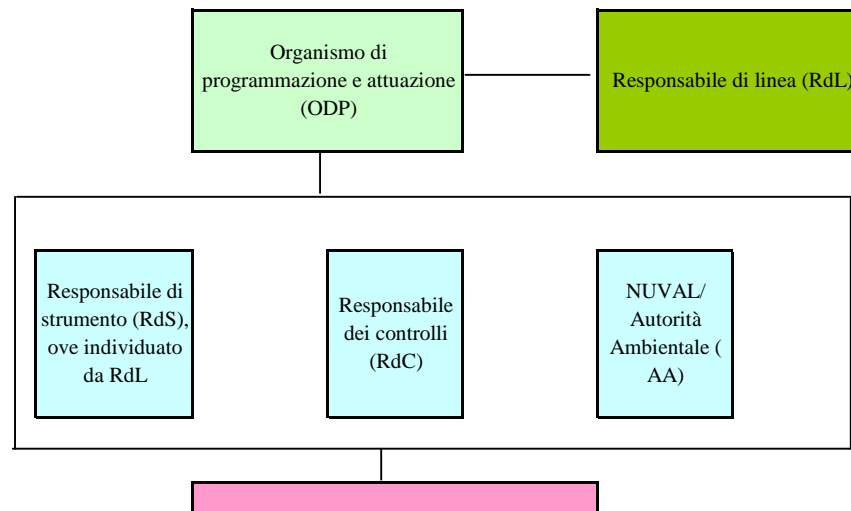 Organismo di
programmazione e attuazione
(ODP)
Responsabile di linea (RdL)
Responsabile di
strumento (RdS),
ove individuato
da RdL
Responsabile
dei controlli
(RdC)
NUVAL/
Autorità
Ambientale (
AA)